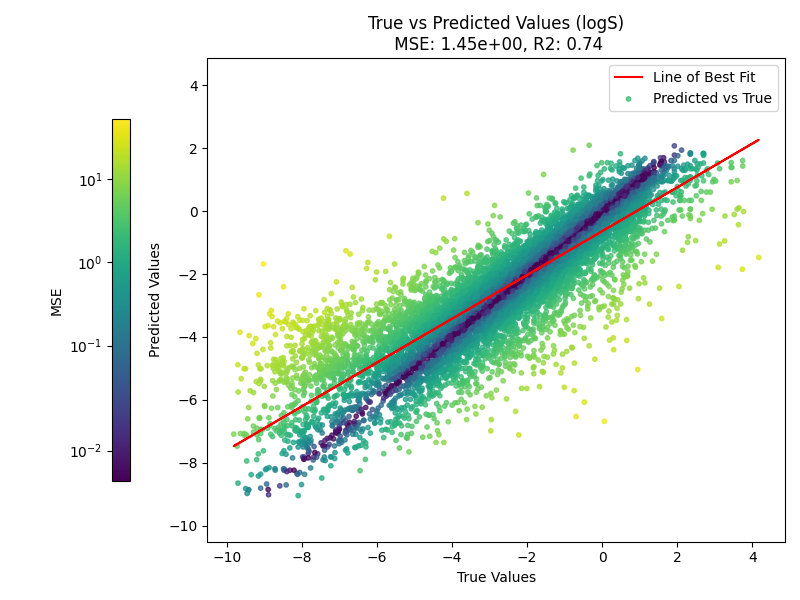 True vs Predicted Values (logS)
MSE: 1.45e+00, R2: 0.74
Line of Best Fit
Predicted vs True
MSE
10¹
10⁰
10⁻¹
10⁻²
Predicted Values
4
2
0
−2
−4
−6
−8
−10
−10 −8 −6 −4 −2 0 2 4
True Values